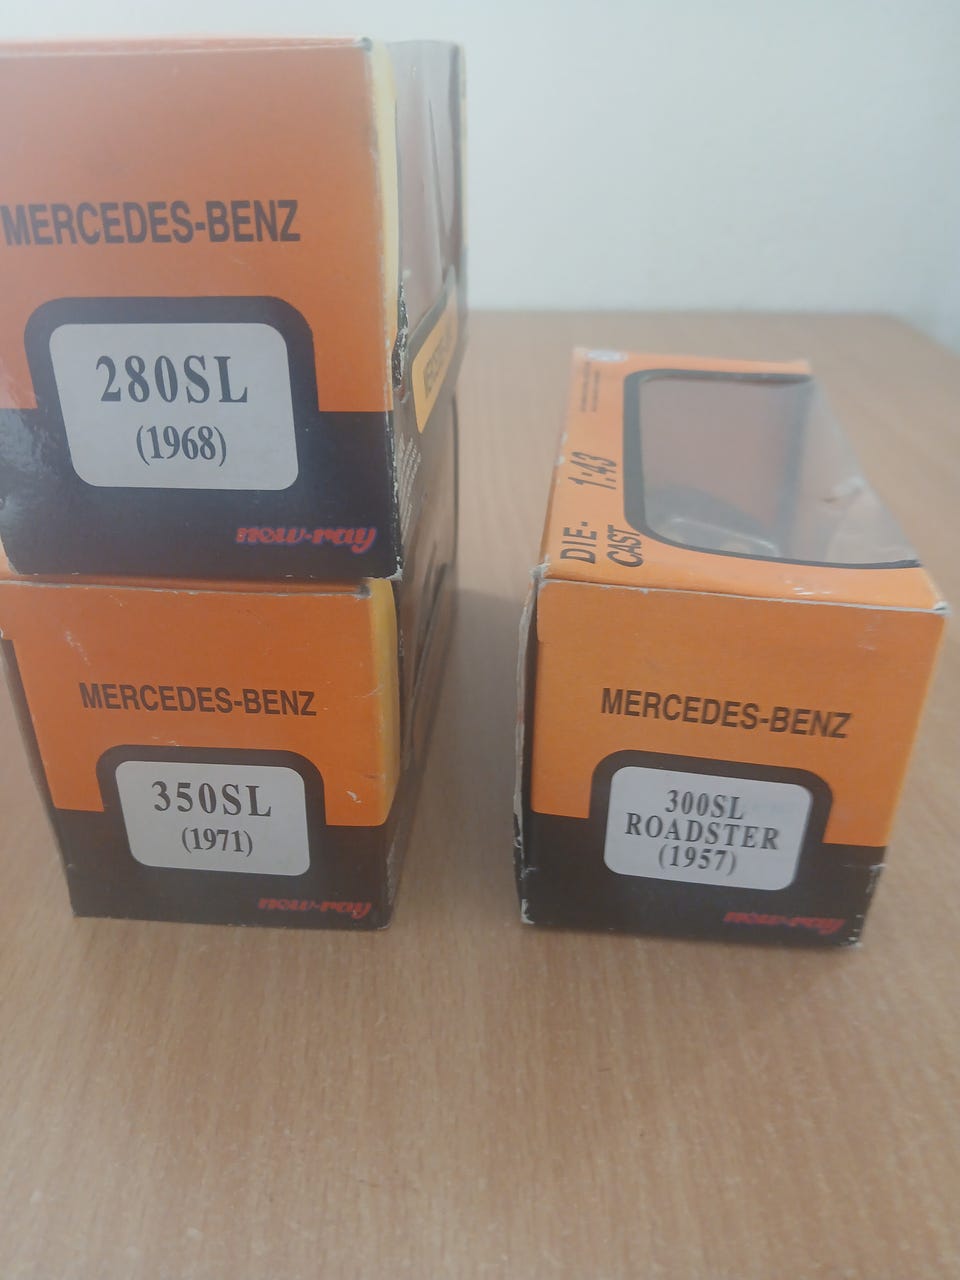 MERCEDES-BENZ
280SL
(1968)
new-ray
MERCEDES-BENZ
350SL
(1971)
new-ray
1:43
DIE-
CAST
MERCEDES-BENZ
300SL
ROADSTER
(1957)
new-ray